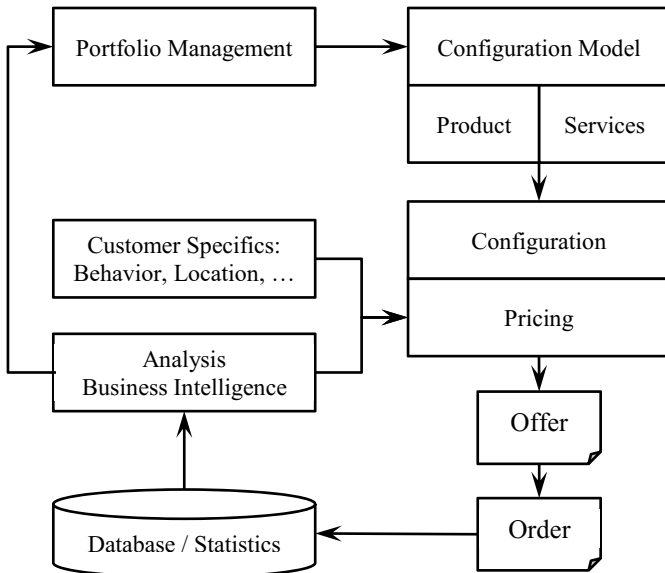 Portfolio Management
Configuration Model
Product
Services
Customer Specifics:
Behavior, Location, …
Configuration
Pricing
Analysis
Business Intelligence
Offer
Order
Database / Statistics